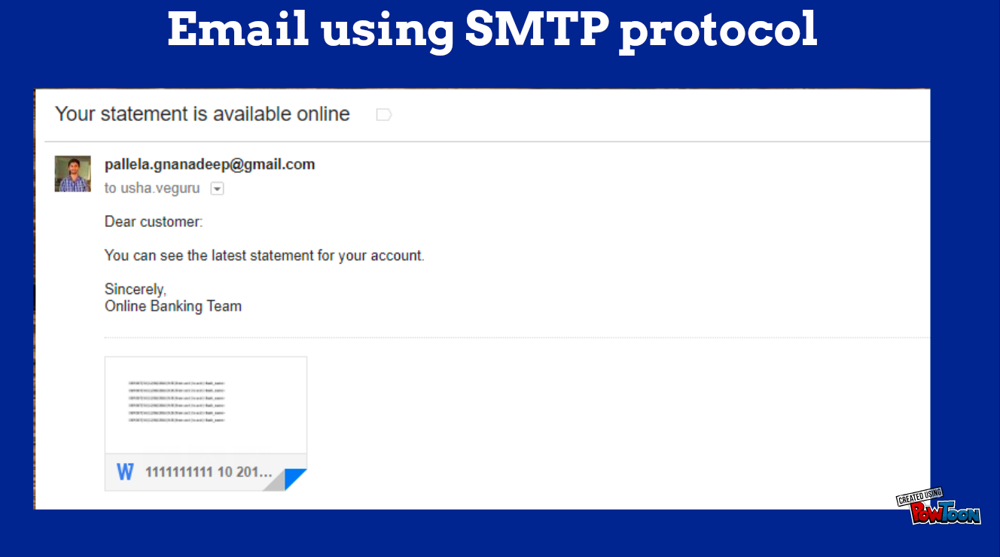 Email using SMTP protocol
Your statement is available online
pallela.gnanadeep@gmail.com
to usha.veguru
Dear customer:
You can see the latest statement for your account.
Sincerely,
Online Banking Team
W 1111111111 10 201...
CREATED USING
POWTOON